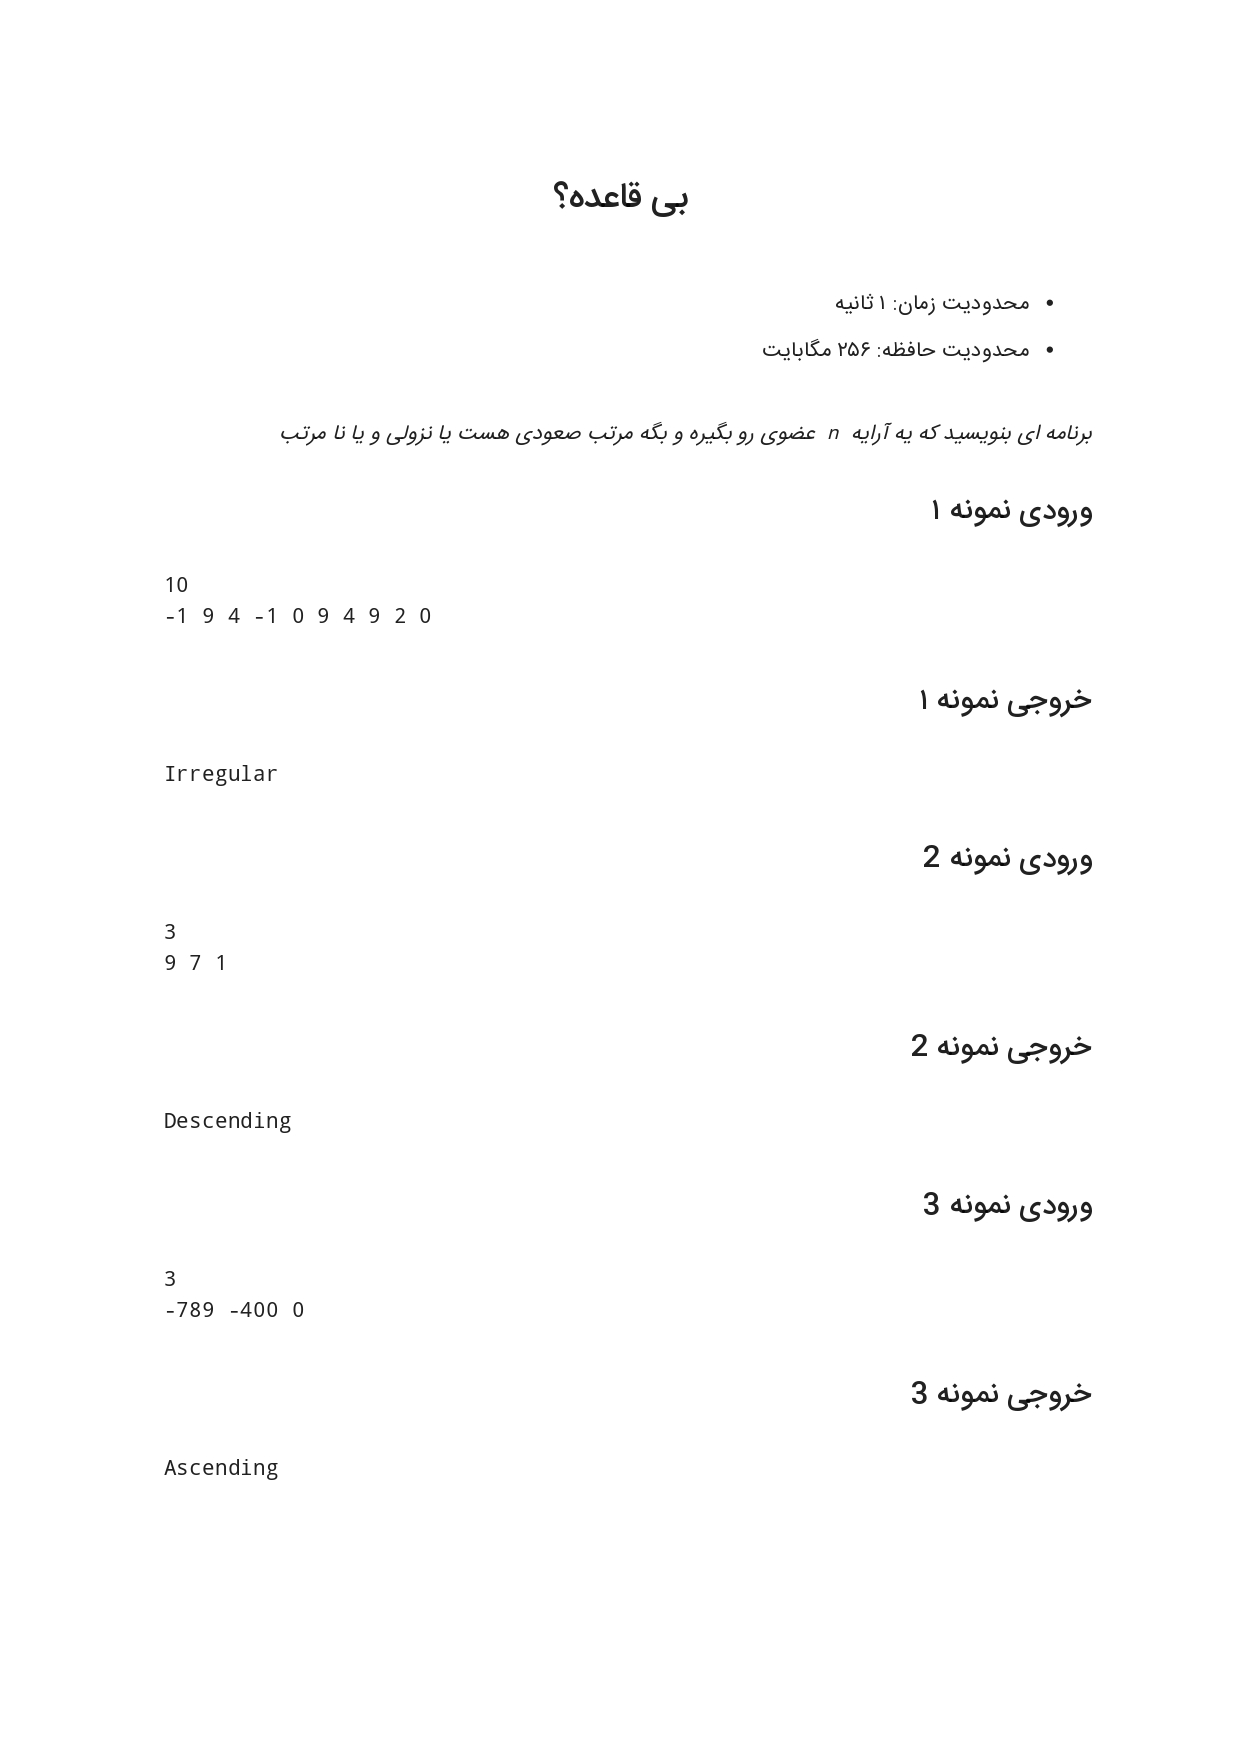 بی قاعده؟
• محدودیت زمان: ۱ ثانیه
• محدودیت حافظه: ۲۵۶ مگابایت
برنامه ای بنویسید که یه آرایه n عضوی رو بگیره و بگه مرتب صعودی هست یا نزولی و یا نا مرتب
ورودی نمونه ۱
10
-1 9 4 -1 0 9 4 9 2 0
خروجی نمونه ۱
Irregular
ورودی نمونه 2
3
9 7 1
خروجی نمونه 2
Descending
ورودی نمونه 3
3
-789 -400 0
خروجی نمونه 3
Ascending